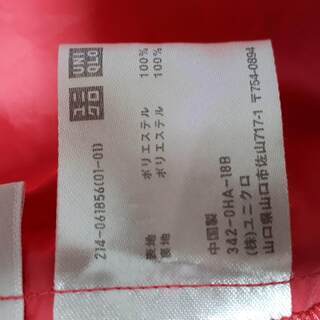 ユニクロ
UNIQLO
214-061856(01-01)
表地 ポリエステル 100%
裏地 ポリエステル 100%
中国製
342-0HA-18B
(株)ユニクロ
山口県山口市佐山717-1 〒754-0894